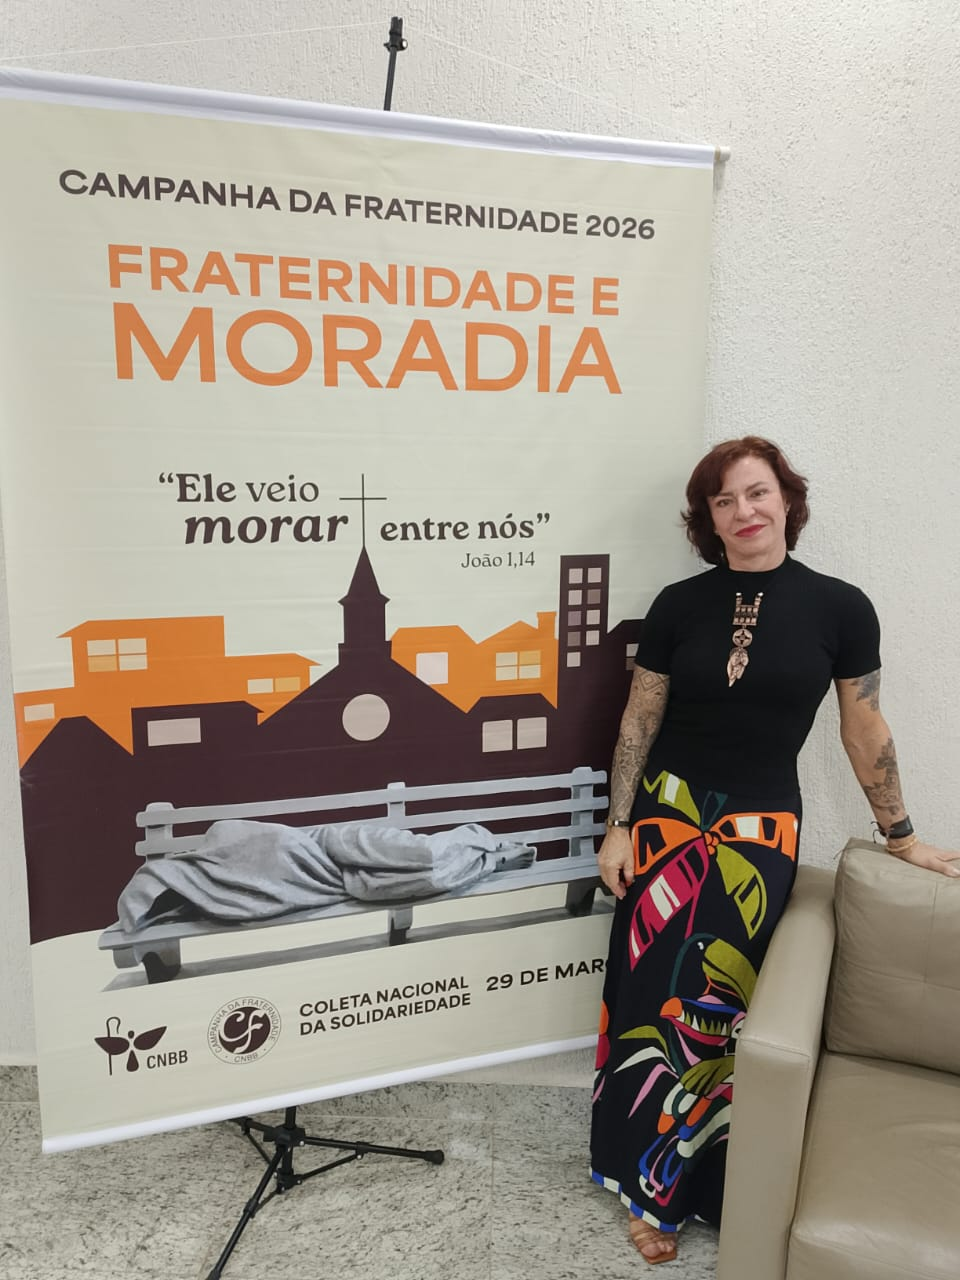 CAMPANHA DA FRATERNIDADE 2026
FRATERNIDADE E
MORADIA
“Ele veio
morar entre nós”
João 1,14
CNBB
CAMPANHA DA FRATERNIDADE
CF
CNBB
COLETA NACIONAL
DA SOLIDARIEDADE
29 DE